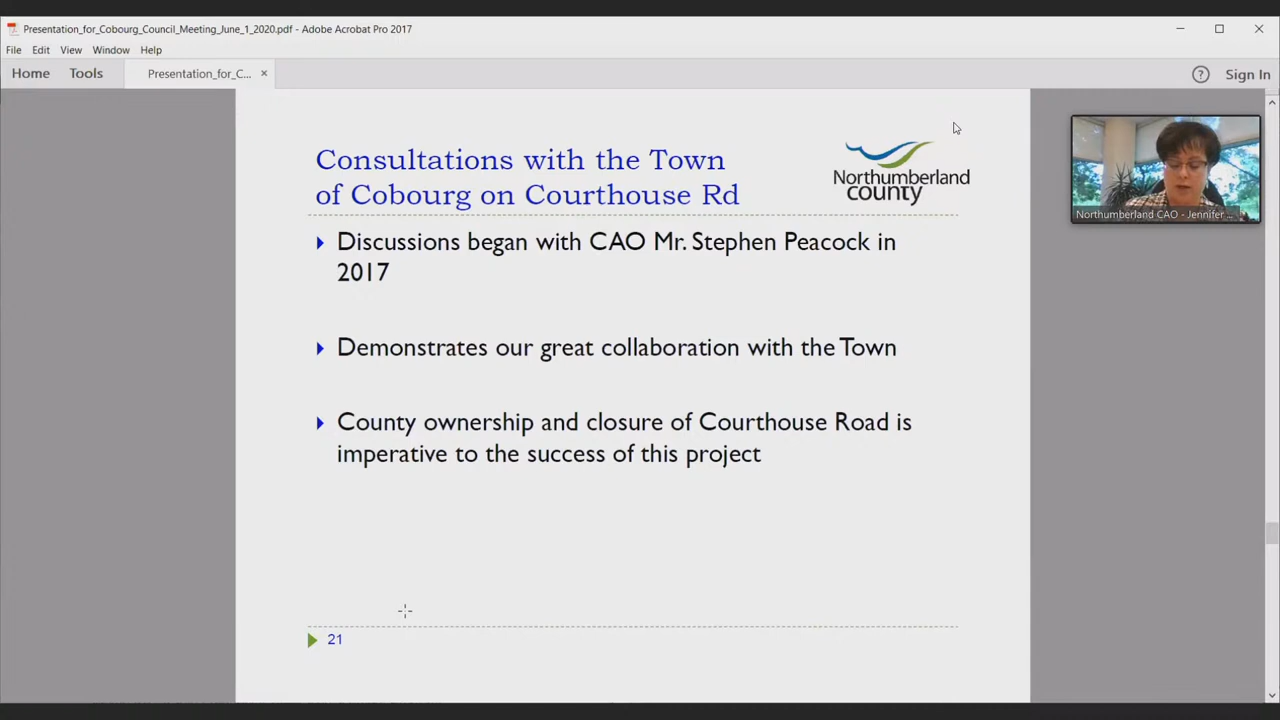 Presentation_for_Cobourg_Council_Meeting_June_1_2020.pdf - Adobe Acrobat Pro 2017
File Edit View Window Help
Home Tools Presentation_for_C... × ? Sign In
Consultations with the Town
of Cobourg on Courthouse Rd
Northumberland
county
Discussions began with CAO Mr. Stephen Peacock in
2017
Demonstrates our great collaboration with the Town
County ownership and closure of Courthouse Road is
imperative to the success of this project
21
Northumberland CAO - Jennifer ...